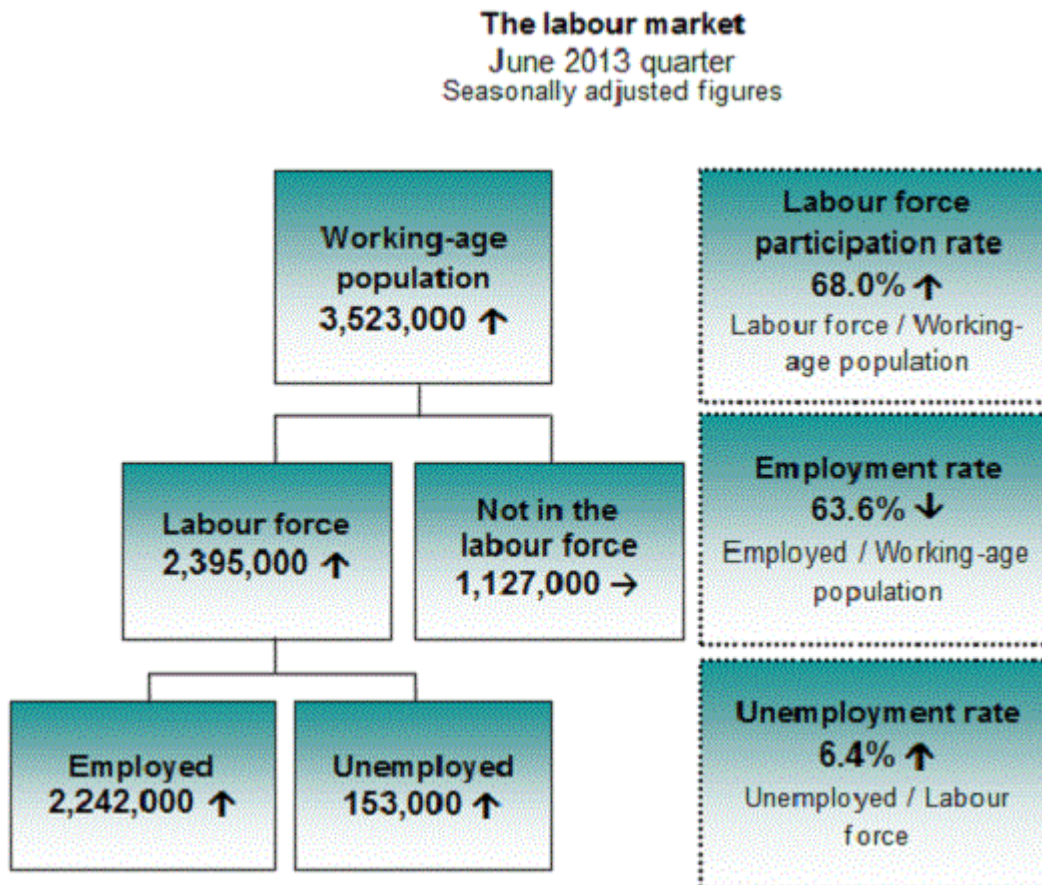 The labour market
June 2013 quarter
Seasonally adjusted figures
Working-age
population
3,523,000 ↑
Labour force
2,395,000 ↑
Not in the
labour force
1,127,000 →
Employed
2,242,000 ↑
Unemployed
153,000 ↑
Labour force
participation rate
68.0% ↑
Labour force / Working-
age population
Employment rate
63.6% ↓
Employed / Working-age
population
Unemployment rate
6.4% ↑
Unemployed / Labour
force